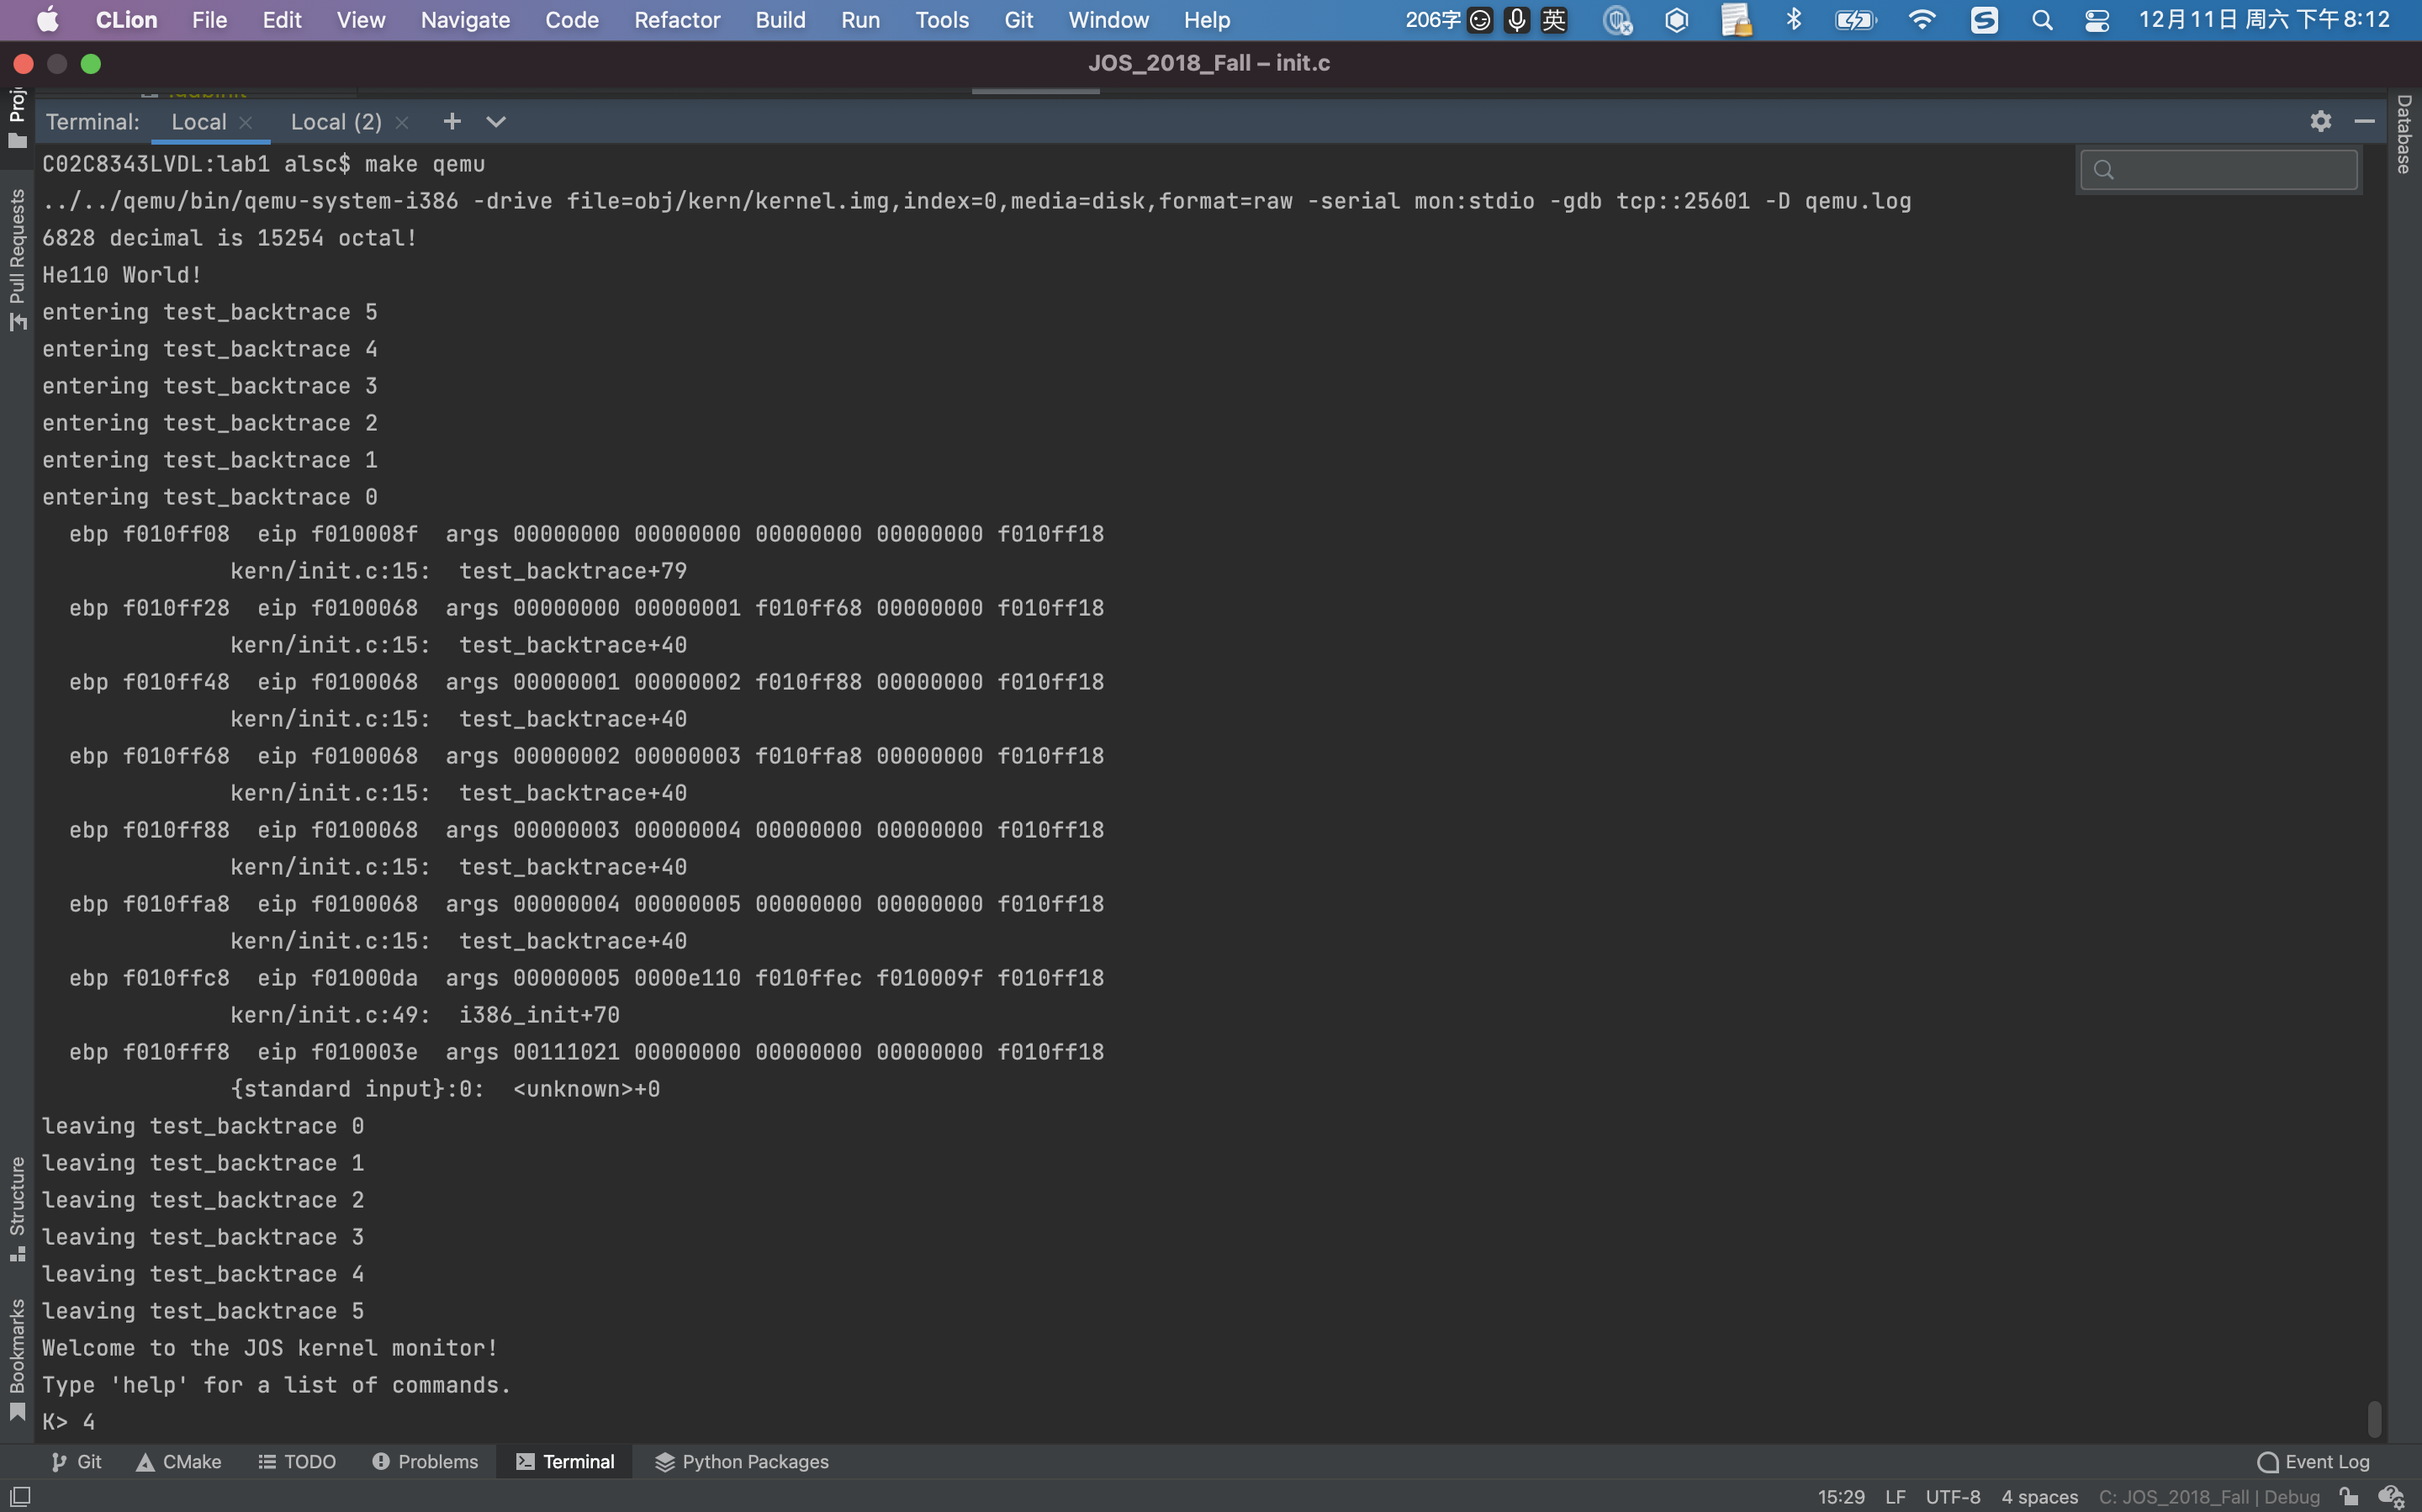 CLion File Edit View Navigate Code Refactor Build Run Tools Git Window Help 206字 英 12月11日 周六 下午8:12
JOS_2018_Fall – init.c
Terminal: Local Local (2)
C02C8343LVDL:lab1 alsc$ make qemu
../../qemu/bin/qemu-system-i386 -drive file=obj/kern/kernel.img,index=0,media=disk,format=raw -serial mon:stdio -gdb tcp::25601 -D qemu.log
6828 decimal is 15254 octal!
He110 World!
entering test_backtrace 5
entering test_backtrace 4
entering test_backtrace 3
entering test_backtrace 2
entering test_backtrace 1
entering test_backtrace 0
ebp f010ff08 eip f010008f args 00000000 00000000 00000000 00000000 f010ff18
kern/init.c:15: test_backtrace+79
ebp f010ff28 eip f0100068 args 00000000 00000001 f010ff68 00000000 f010ff18
kern/init.c:15: test_backtrace+40
ebp f010ff48 eip f0100068 args 00000001 00000002 f010ff88 00000000 f010ff18
kern/init.c:15: test_backtrace+40
ebp f010ff68 eip f0100068 args 00000002 00000003 f010ffa8 00000000 f010ff18
kern/init.c:15: test_backtrace+40
ebp f010ff88 eip f0100068 args 00000003 00000004 00000000 00000000 f010ff18
kern/init.c:15: test_backtrace+40
ebp f010ffa8 eip f0100068 args 00000004 00000005 00000000 00000000 f010ff18
kern/init.c:15: test_backtrace+40
ebp f010ffc8 eip f01000da args 00000005 0000e110 f010ffec f010009f f010ff18
kern/init.c:49: i386_init+70
ebp f010fff8 eip f010003e args 00111021 00000000 00000000 00000000 f010ff18
{standard input}:0: <unknown>+0
leaving test_backtrace 0
leaving test_backtrace 1
leaving test_backtrace 2
leaving test_backtrace 3
leaving test_backtrace 4
leaving test_backtrace 5
Welcome to the JOS kernel monitor!
Type 'help' for a list of commands.
K> 4
Pull Requests
Structure
Bookmarks
Database
Git CMake TODO Problems Terminal Python Packages Event Log
15:29 LF UTF-8 4 spaces C: JOS_2018_Fall | Debug